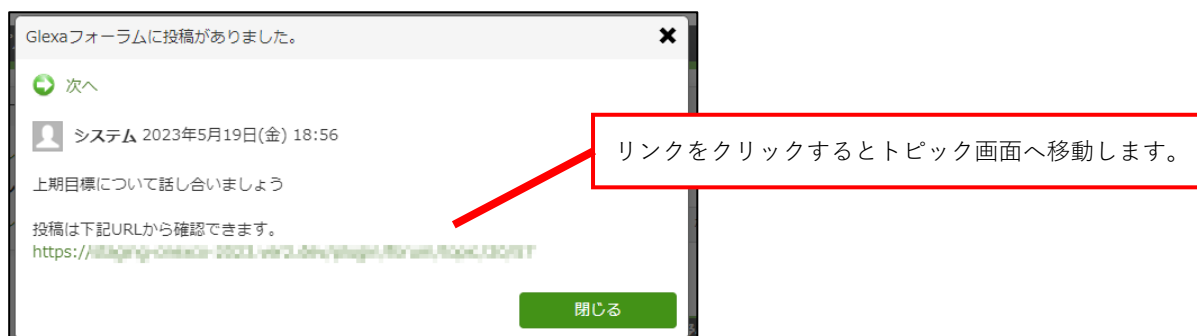 Glexaフォーラムに投稿がありました。
次へ
システム 2023年5月19日(金) 18:56
リンクをクリックするとトピック画面へ移動します。
上期目標について話し合いましょう
投稿は下記URLから確認できます。
https://
閉じる